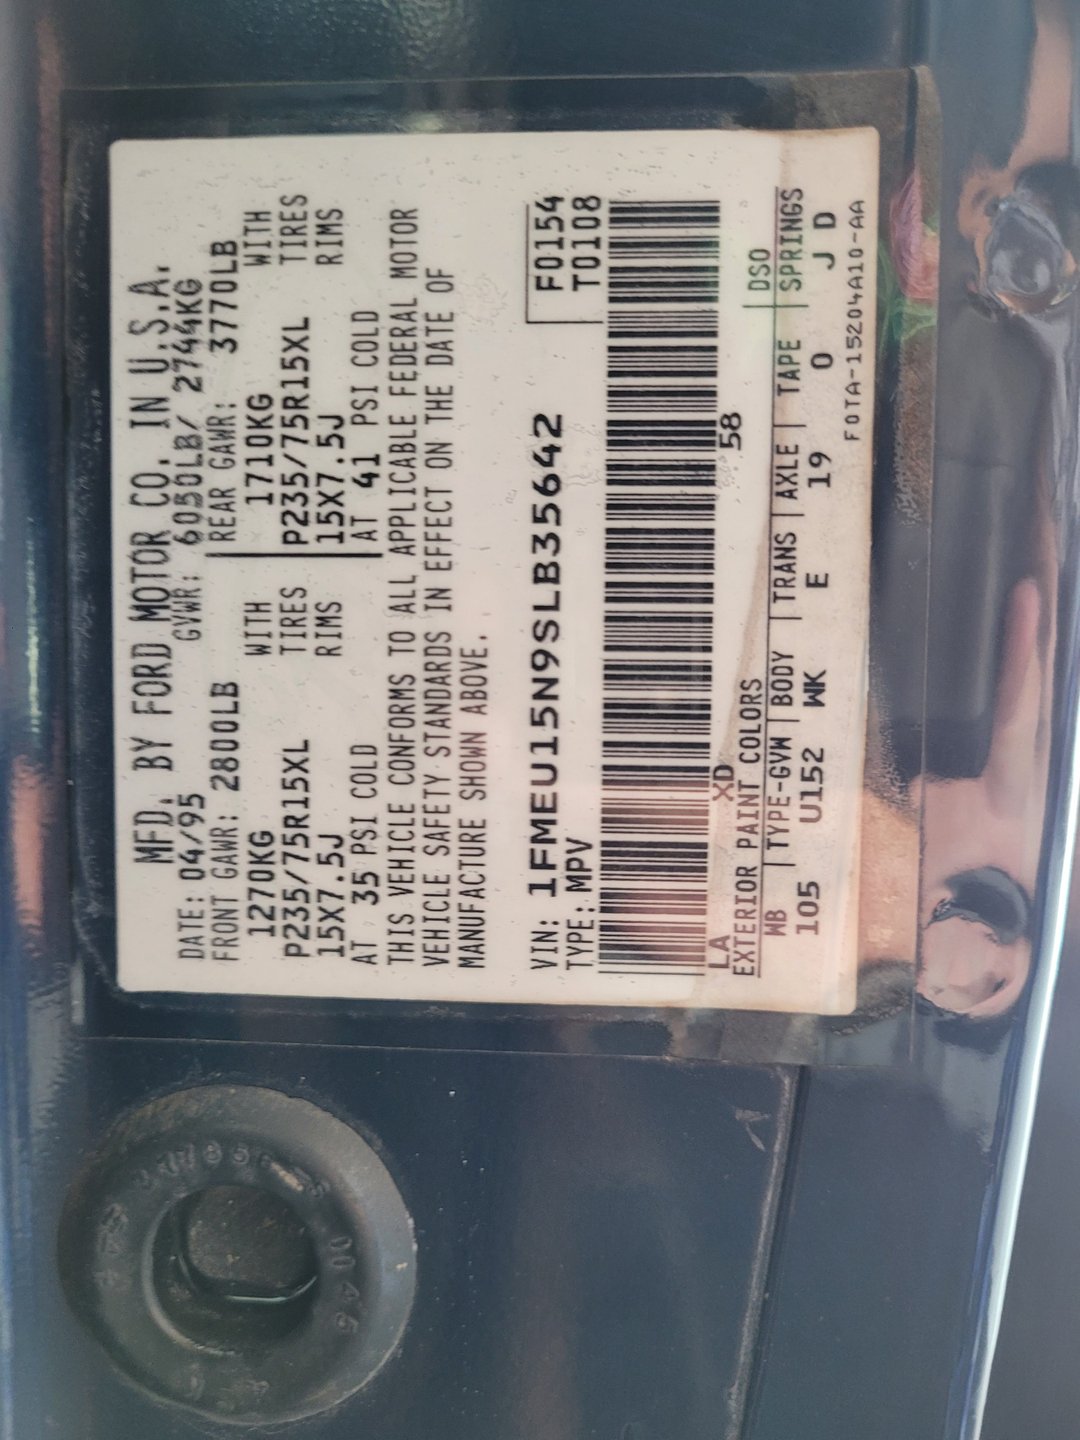 MFD. BY FORD MOTOR CO. IN U.S.A.
DATE: 04/95 GVWR: 6050LB/ 2744KG
FRONT GAWR: 2800LB REAR GAWR: 3770LB
1270KG WITH 1710KG WITH
P235/75R15XL TIRES P235/75R15XL TIRES
15X7.5J RIMS 15X7.5J RIMS
AT 35 PSI COLD AT 41 PSI COLD
THIS VEHICLE CONFORMS TO ALL APPLICABLE FEDERAL MOTOR
VEHICLE SAFETY STANDARDS IN EFFECT ON THE DATE OF
MANUFACTURE SHOWN ABOVE.
VIN: 1FMEU15N9SLB35642 F0154
TYPE: MPV T0108
LA XD 58
EXTERIOR PAINT COLORS DSO
WB TYPE-GVW BODY TRANS AXLE TAPE SPRINGS
105 U152 WK E 19 O J D
F0TA-15204A10-AA